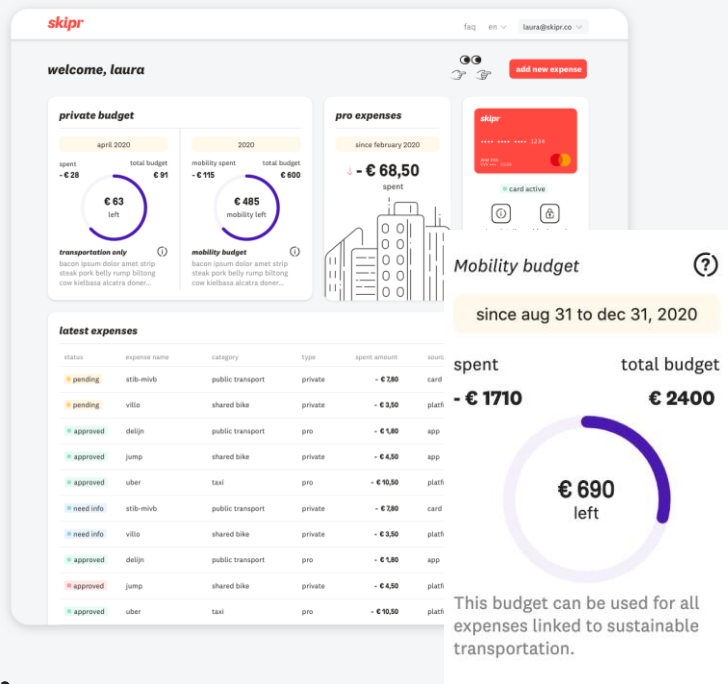 skipr
faq en laura@skipr.co
welcome, laura
add new expense
private budget
april 2020
spent total budget
- € 28 € 91
€ 63
left
transportation only
bacon ipsum dolor amet strip
steak pork belly rump biltong
cow kielbasa alcatra doner...
2020
mobility spent total budget
- € 115 € 600
€ 485
mobility left
mobility budget
bacon ipsum dolor amet strip
steak pork belly rump biltong
cow kielbasa alcatra doner...
pro expenses
since february 2020
↓ - € 68,50
spent
skipr
•••• •••• •••• 1234
card active
latest expenses
status expense name category type spent amount sourc
pending stib-mivb public transport private - € 7,80 card
pending villo shared bike private - € 3,50 platf
approved delijn public transport pro - € 1,80 app
approved jump shared bike private - € 4,50 app
approved uber taxi pro - € 10,50 platf
need info stib-mivb public transport private - € 7,80 card
need info villo shared bike private - € 3,50 platf
approved delijn public transport pro - € 1,80 app
approved jump shared bike private - € 4,50 platf
approved uber taxi pro - € 10,50 platf
Mobility budget
since aug 31 to dec 31, 2020
spent total budget
- € 1710 € 2400
€ 690
left
This budget can be used for all
expenses linked to sustainable
transportation.